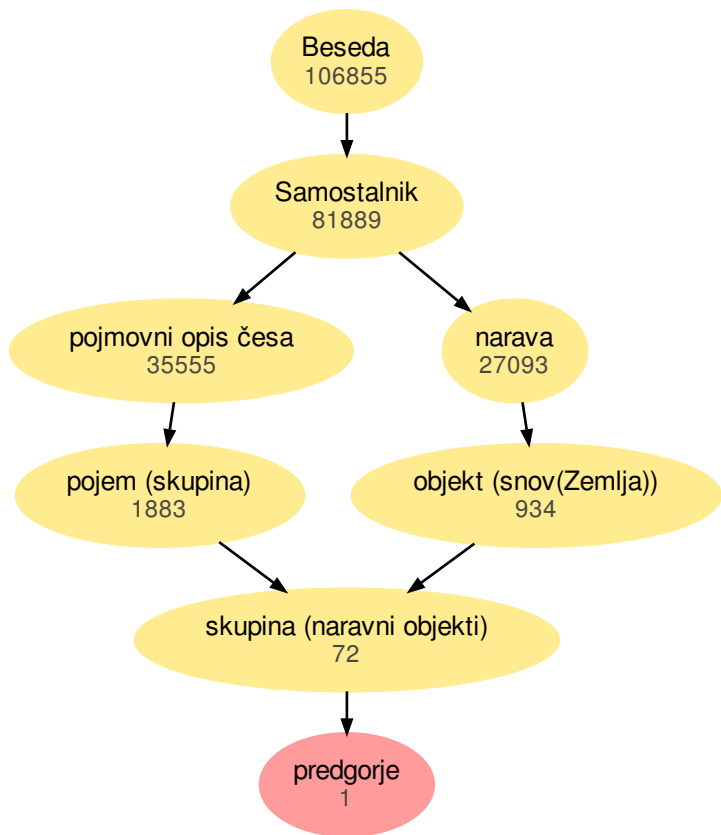 Beseda
106855
Samostalnik
81889
pojmovni opis česa
35555
narava
27093
pojem (skupina)
1883
objekt (snov(Zemlja))
934
skupina (naravni objekti)
72
predgorje
1